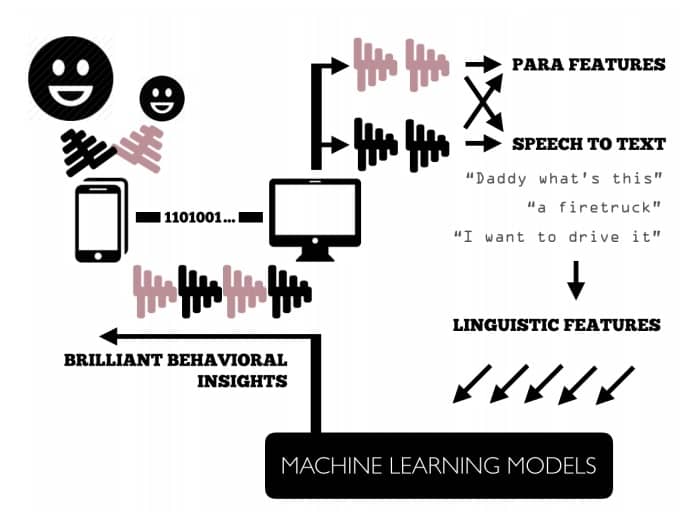 PARA FEATURES
SPEECH TO TEXT
“Daddy what's this”
“a firetruck”
“I want to drive it”
1101001...
LINGUISTIC FEATURES
BRILLIANT BEHAVIORAL
INSIGHTS
MACHINE LEARNING MODELS